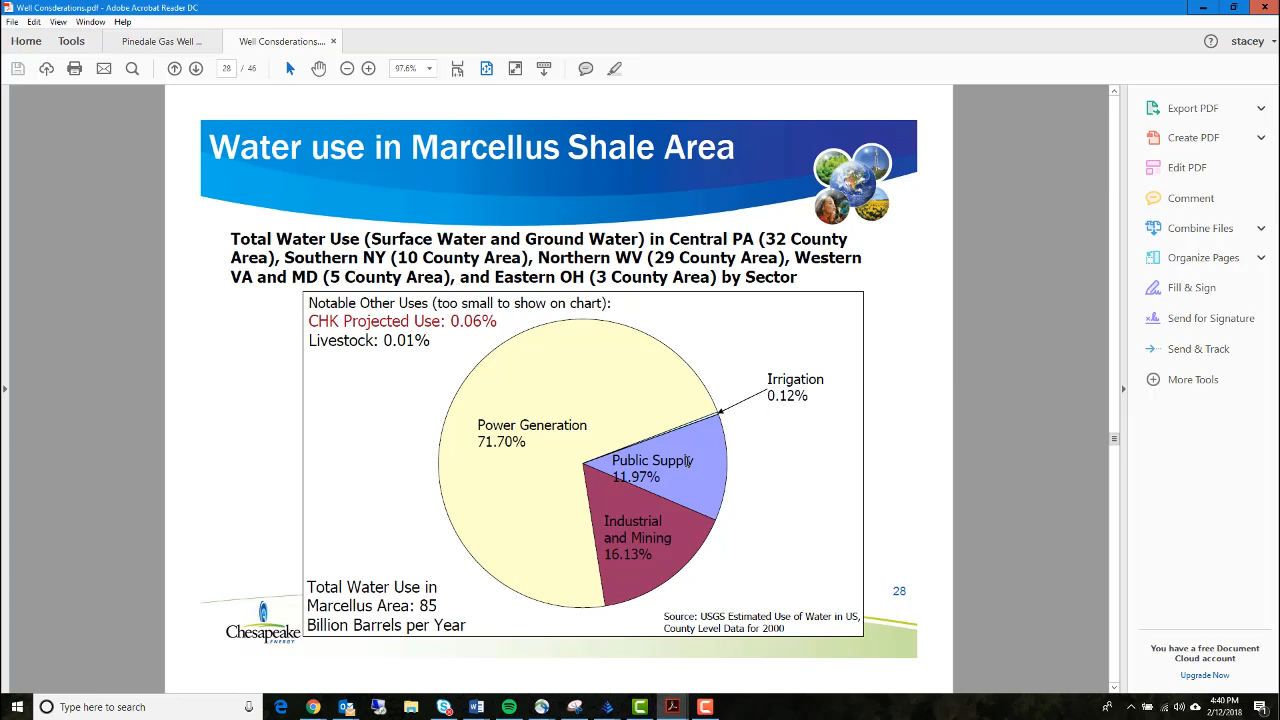 Well Consderations.pdf - Adobe Acrobat Reader DC
File Edit View Window Help
Home Tools Pinedale Gas Well ... Well Considerations.... × stacey
28 / 46 97.6%
Export PDF
Create PDF
Edit PDF
Comment
Combine Files
Organize Pages
Fill & Sign
Send for Signature
Send & Track
More Tools
Water use in Marcellus Shale Area
Total Water Use (Surface Water and Ground Water) in Central PA (32 County
Area), Southern NY (10 County Area), Northern WV (29 County Area), Western
VA and MD (5 County Area), and Eastern OH (3 County Area) by Sector
Notable Other Uses (too small to show on chart):
CHK Projected Use: 0.06%
Livestock: 0.01%
Irrigation
0.12%
Power Generation
71.70%
Public Supply
11.97%
Industrial
and Mining
16.13%
Total Water Use in
Marcellus Area: 85
Billion Barrels per Year
Source: USGS Estimated Use of Water in US,
County Level Data for 2000
28
Chesapeake
ENERGY
You have a free Document
Cloud account
Upgrade Now
Type here to search
4:40 PM
2/12/2018